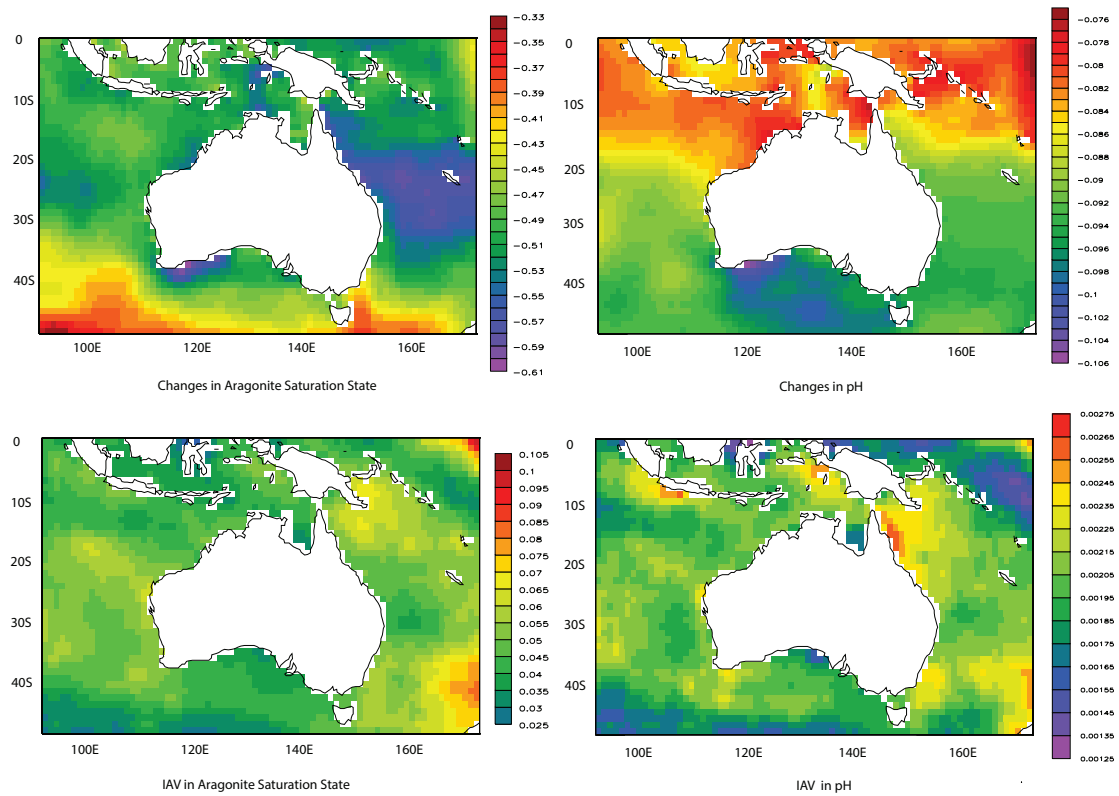 0
10S
20S
30S
40S
100E
120E
140E
160E
−0.33
−0.35
−0.37
−0.39
−0.41
−0.43
−0.45
−0.47
−0.49
−0.51
−0.53
−0.55
−0.57
−0.59
−0.61
Changes in Aragonite Saturation State
0
10S
20S
30S
40S
100E
120E
140E
160E
−0.076
−0.078
−0.08
−0.082
−0.084
−0.086
−0.088
−0.09
−0.092
−0.094
−0.096
−0.098
−0.1
−0.102
−0.104
−0.106
Changes in pH
0
10S
20S
30S
40S
100E
120E
140E
160E
0.105
0.1
0.095
0.09
0.085
0.08
0.075
0.07
0.065
0.06
0.055
0.05
0.045
0.04
0.035
0.03
0.025
IAV in Aragonite Saturation State
0
10S
20S
30S
40S
100E
120E
140E
160E
0.00275
0.00265
0.00255
0.00245
0.00235
0.00225
0.00215
0.00205
0.00195
0.00185
0.00175
0.00165
0.00155
0.00145
0.00135
0.00125
IAV in pH